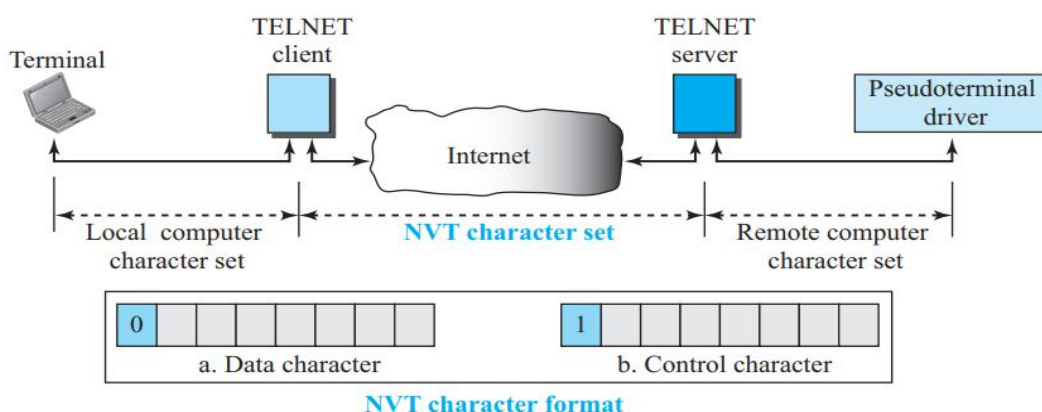 Terminal
TELNET
client
TELNET
server
Pseudoterminal
driver
Internet
Local computer
character set
NVT character set
Remote computer
character set
0
a. Data character
1
b. Control character
NVT character format